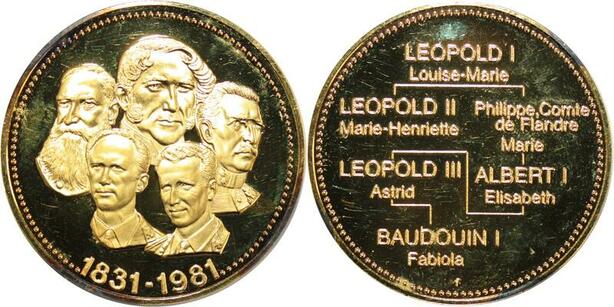 1831-1981
LEOPOLD I
Louise-Marie
LEOPOLD II
Marie-Henriette
Philippe,Comte
de Flandre
Marie
LEOPOLD III
Astrid
ALBERT I
Elisabeth
BAUDOUIN I
Fabiola